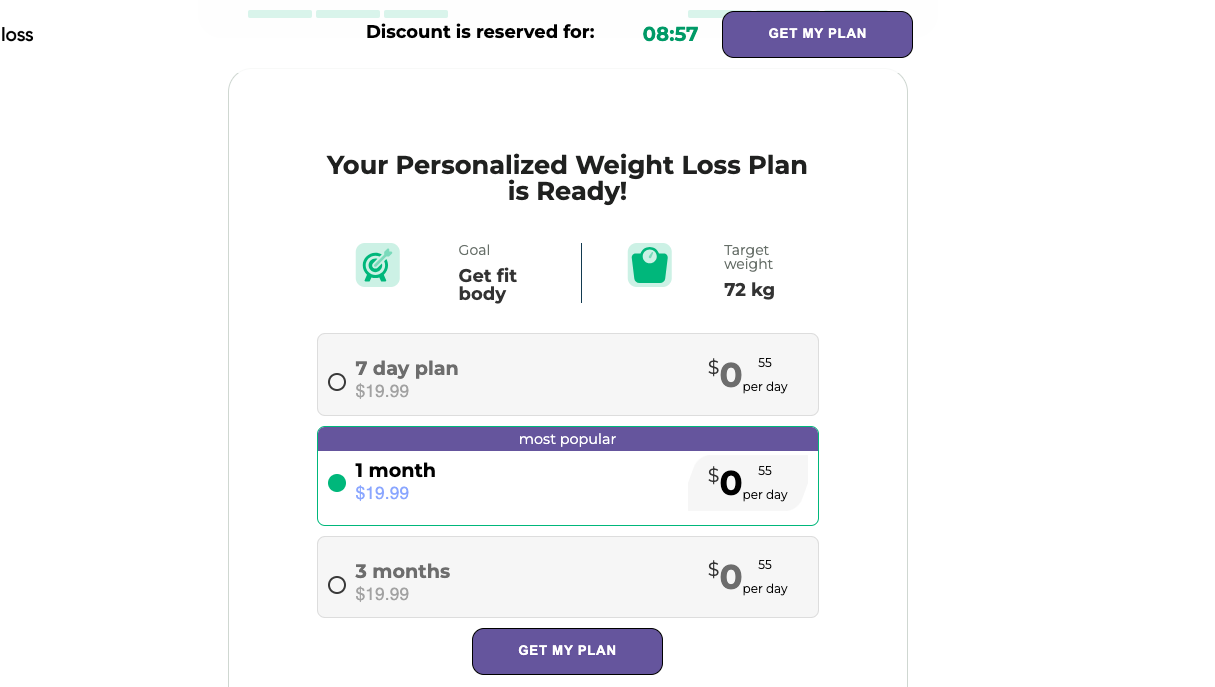 loss
Discount is reserved for:
08:57
GET MY PLAN
Your Personalized Weight Loss Plan
is Ready!
Goal
Get fit
body
Target
weight
72 kg
7 day plan
$19.99
$0 55
per day
most popular
1 month
$19.99
$0 55
per day
3 months
$19.99
$0 55
per day
GET MY PLAN